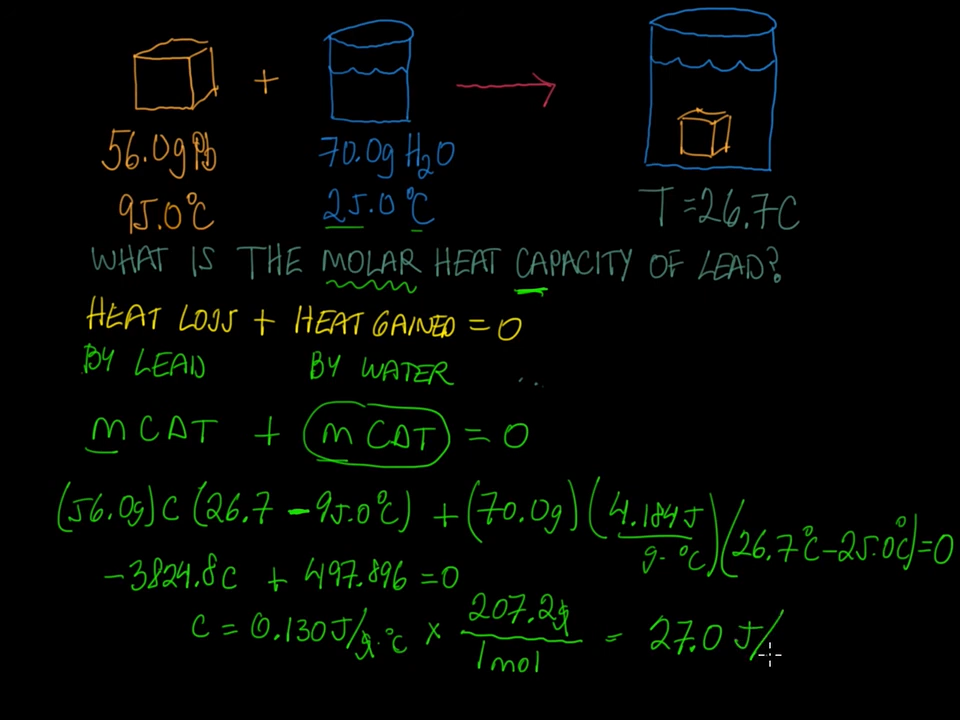 +
56.0g Pb 70.0g H₂O
95.0°C 25.0 °C T = 26.7C
WHAT IS THE MOLAR HEAT CAPACITY OF LEAD?
HEAT LOSS + HEAT GAINED = 0
BY LEAD BY WATER ..
mCΔT + mCΔT = 0
(56.0g)C(26.7 - 95.0°C) + (70.0g)(4.184J/g·°C)(26.7°C-25.0°C)=0
-3824.8C + 497.896 = 0
C = 0.130J/g·°C × 207.2g/1mol = 27.0 J/